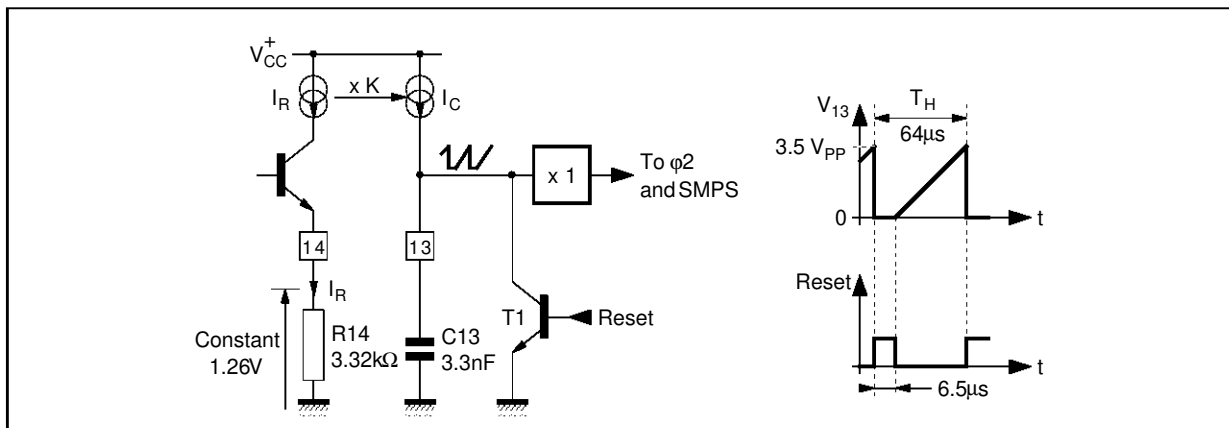 V+CC
IR
x K
IC
x 1
To φ2
and SMPS
14
13
IR
Constant
1.26V
R14
3.32kΩ
C13
3.3nF
T1
Reset
V13
TH
64μs
3.5 VPP
0
t
Reset
t
6.5μs